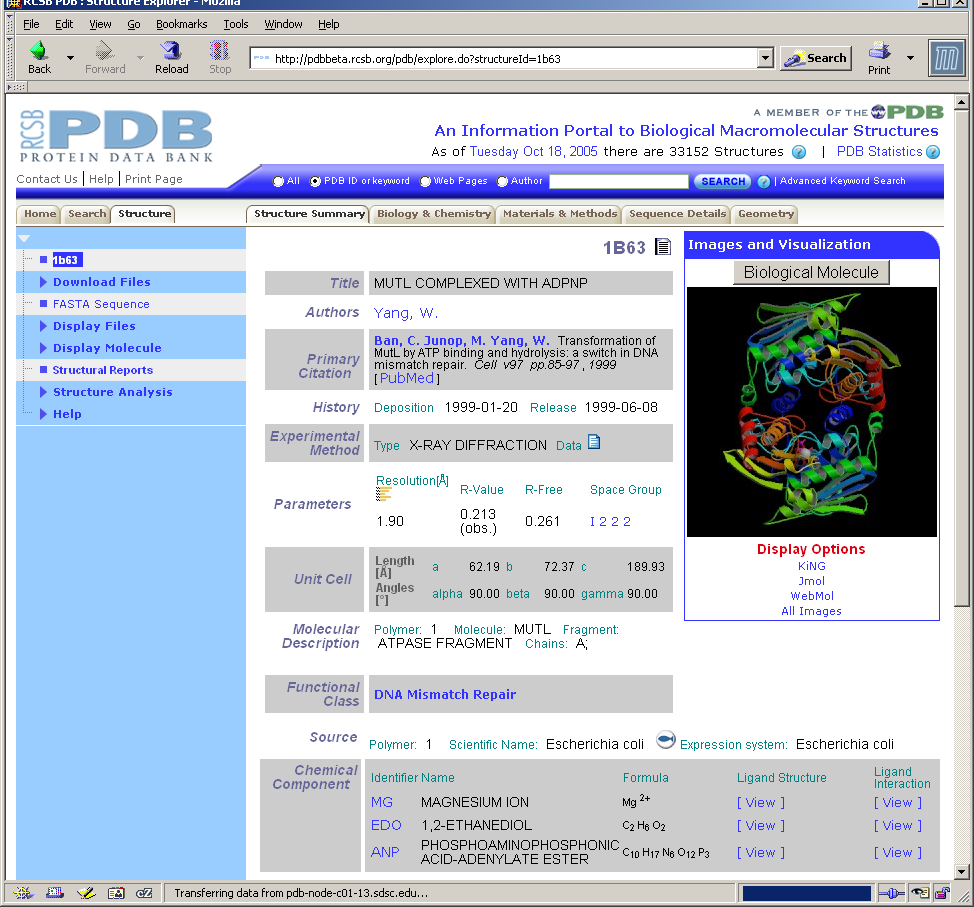 RCSB PDB : Structure Explorer - Mozilla
File Edit View Go Bookmarks Tools Window Help
Back Forward Reload Stop http://pdbbeta.rcsb.org/pdb/explore.do?structureId=1b63 Search Print
A MEMBER OF THE PDB
RCSB PDB
PROTEIN DATA BANK
An Information Portal to Biological Macromolecular Structures
As of Tuesday Oct 18, 2005 there are 33152 Structures ? | PDB Statistics ?
Contact Us | Help | Print Page
All PDB ID or keyword Web Pages Author SEARCH ? | Advanced Keyword Search
Home Search Structure Structure Summary Biology & Chemistry Materials & Methods Sequence Details Geometry
1b63
Download Files
FASTA Sequence
Display Files
Display Molecule
Structural Reports
Structure Analysis
Help
1B63
Title MUTL COMPLEXED WITH ADPNP
Authors Yang, W.
Primary Citation Ban, C. Junop, M. Yang, W. Transformation of
MutL by ATP binding and hydrolysis: a switch in DNA
mismatch repair. Cell v97 pp.85-97 , 1999
[ PubMed ]
History Deposition 1999-01-20 Release 1999-06-08
Experimental Method Type X-RAY DIFFRACTION Data
Parameters Resolution[Å] R-Value R-Free Space Group
1.90 0.213 (obs.) 0.261 I 2 2 2
Unit Cell Length [Å] a 62.19 b 72.37 c 189.93
Angles [°] alpha 90.00 beta 90.00 gamma 90.00
Molecular Description Polymer: 1 Molecule: MUTL Fragment:
ATPASE FRAGMENT Chains: A;
Functional Class DNA Mismatch Repair
Source Polymer: 1 Scientific Name: Escherichia coli Expression system: Escherichia coli
Chemical Component Identifier Name Formula Ligand Structure Ligand Interaction
MG MAGNESIUM ION Mg 2+ [ View ] [ View ]
EDO 1,2-ETHANEDIOL C2 H6 O2 [ View ] [ View ]
ANP PHOSPHOAMINOPHOSPHONIC ACID-ADENYLATE ESTER C10 H17 N6 O12 P3 [ View ] [ View ]
Images and Visualization
Biological Molecule
Display Options
KiNG
Jmol
WebMol
All Images
Transferring data from pdb-node-c01-13.sdsc.edu...